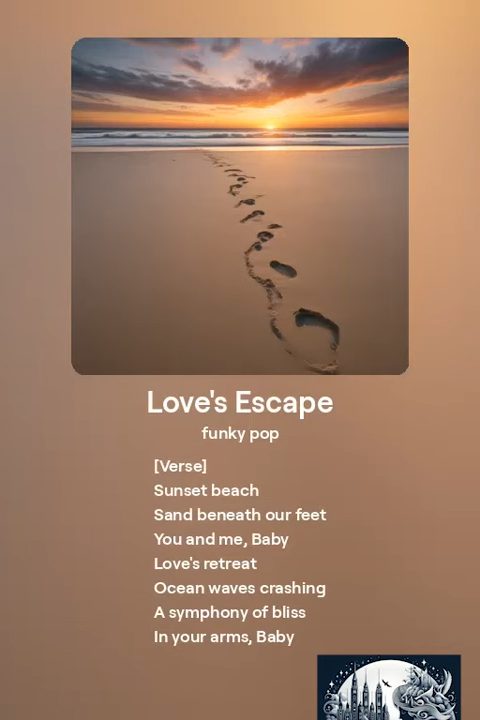 Love's Escape
funky pop
[Verse]
Sunset beach
Sand beneath our feet
You and me, Baby
Love's retreat
Ocean waves crashing
A symphony of bliss
In your arms, Baby